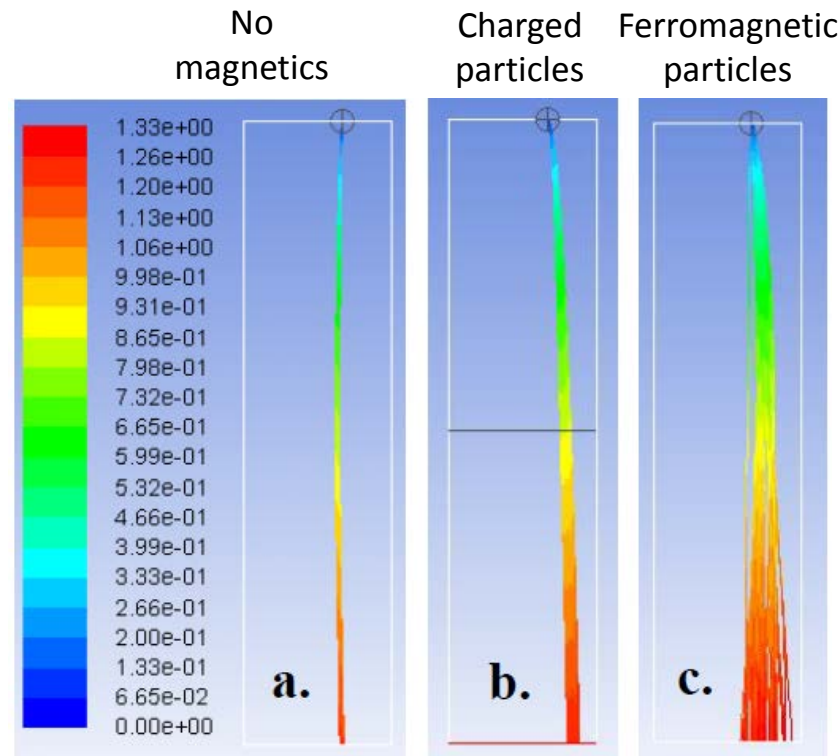 No
magnetics
Charged
particles
Ferromagnetic
particles
1.33e+00
1.26e+00
1.20e+00
1.13e+00
1.06e+00
9.98e-01
9.31e-01
8.65e-01
7.98e-01
7.32e-01
6.65e-01
5.99e-01
5.32e-01
4.66e-01
3.99e-01
3.33e-01
2.66e-01
2.00e-01
1.33e-01
6.65e-02
0.00e+00
a.
b.
c.